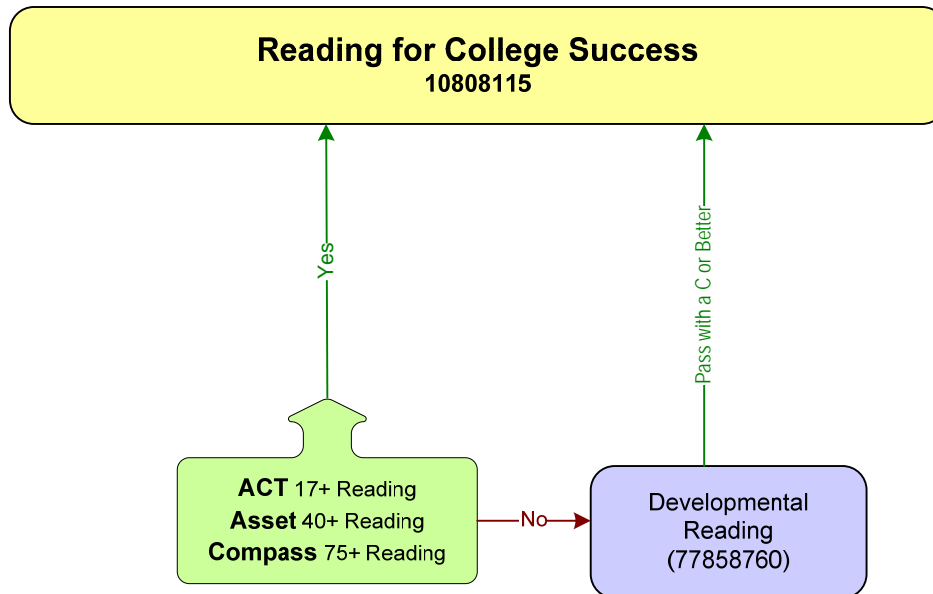 Reading for College Success
10808115
Yes
Pass with a C or Better
ACT 17+ Reading
Asset 40+ Reading
Compass 75+ Reading
No
Developmental
Reading
(77858760)